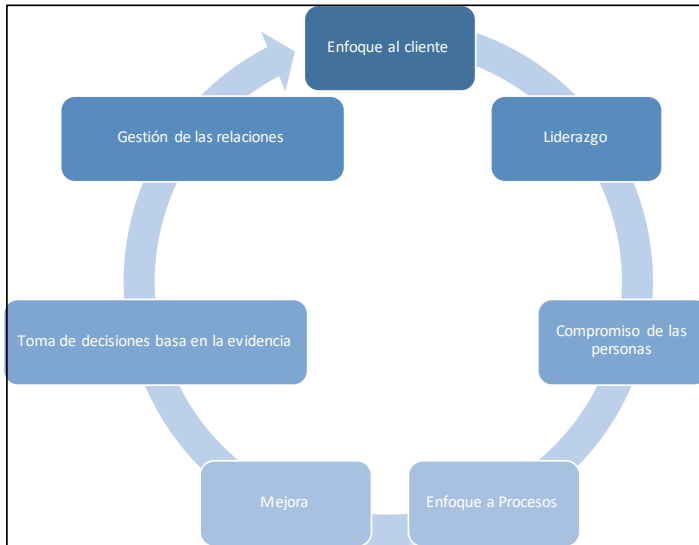 Enfoque al cliente
Liderazgo
Compromiso de las
personas
Enfoque a Procesos
Mejora
Toma de decisiones basa en la evidencia
Gestión de las relaciones